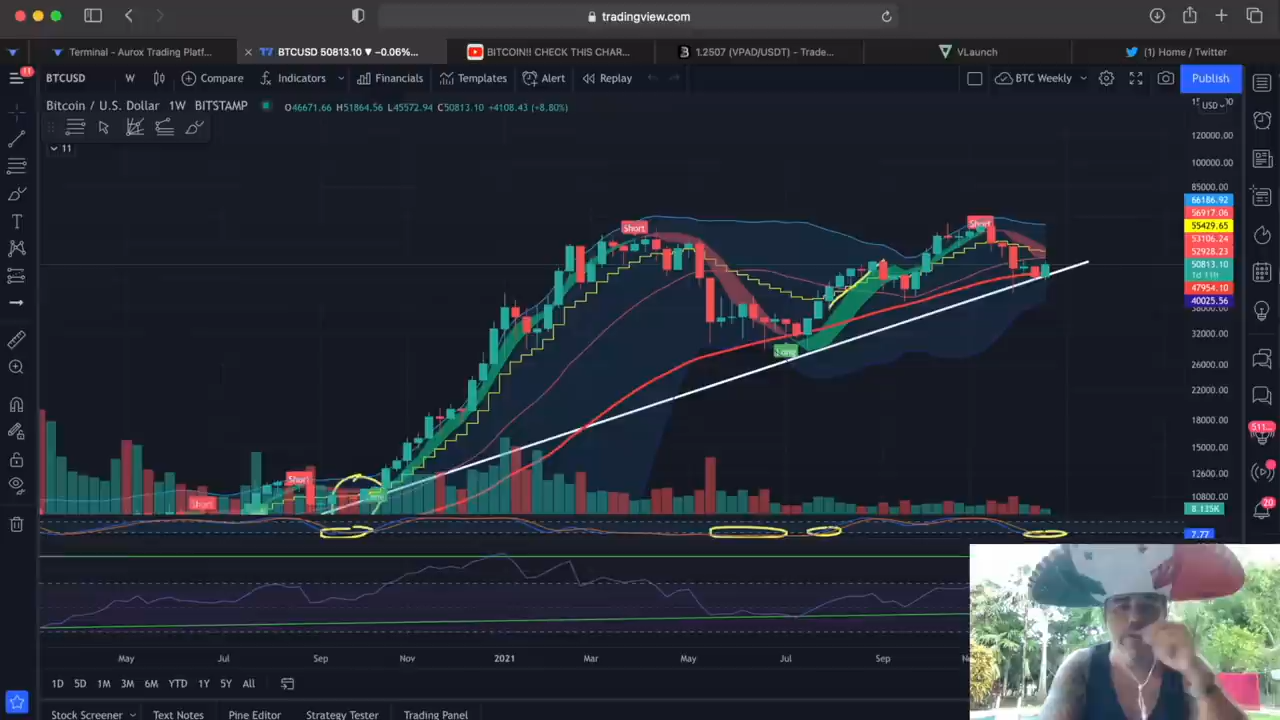 tradingview.com
Terminal - Aurox Trading Platf...
BTCUSD 50813.10 ▼ −0.06%...
BITCOIN!! CHECK THIS CHAR...
1.2507 (VPAD/USDT) - Trade...
VLaunch
(1) Home / Twitter
11
BTCUSD
W
Compare
Indicators
Financials
Templates
Alert
Replay
BTC Weekly
Publish
Bitcoin / U.S. Dollar 1W BITSTAMP
O46671.66 H51864.56 L45572.94 C50813.10 +4108.43 (+8.80%)
USD
11
120000.00
100000.00
85000.00
66186.92
56917.06
55429.65
53106.24
52928.23
50813.10
1d 11h
47954.10
40025.56
32000.00
26000.00
22000.00
18000.00
15000.00
12600.00
10800.00
8.135K
7.77
Short
Short
Long
Short
Short
511...
20
May
Jul
Sep
Nov
2021
Mar
May
Jul
Sep
1D
5D
1M
3M
6M
YTD
1Y
5Y
All
Stock Screener
Text Notes
Pine Editor
Strategy Tester
Trading Panel